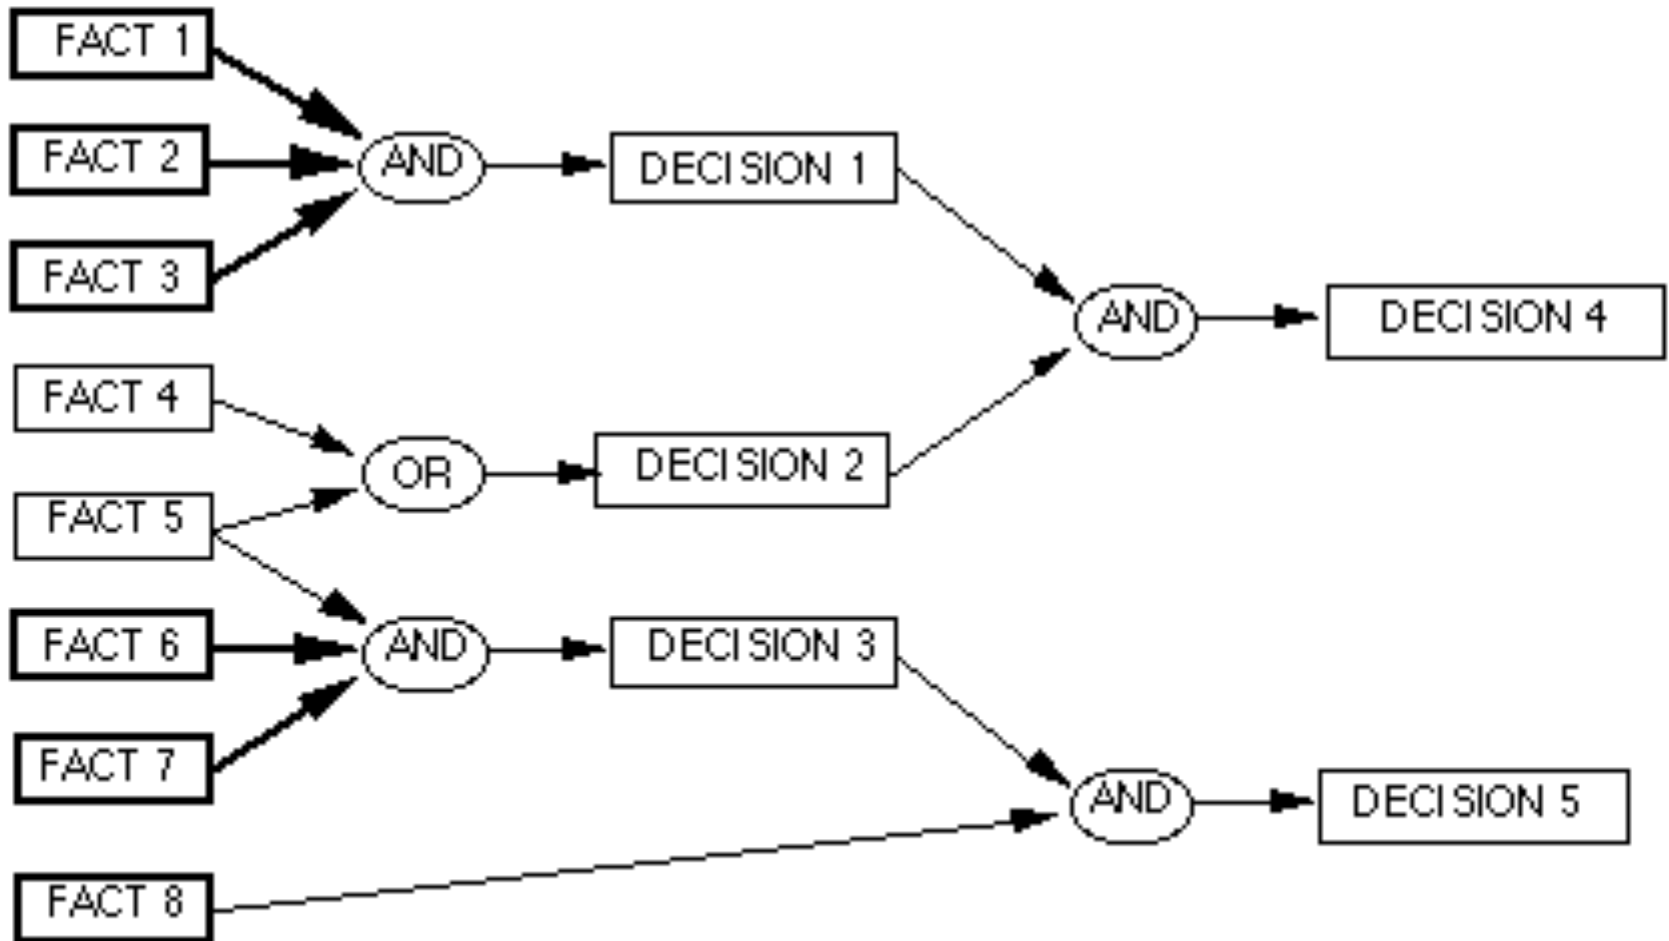 FACT 1
FACT 2
AND
DECISION 1
FACT 3
AND
DECISION 4
FACT 4
OR
DECISION 2
FACT 5
FACT 6
AND
DECISION 3
FACT 7
AND
DECISION 5
FACT 8